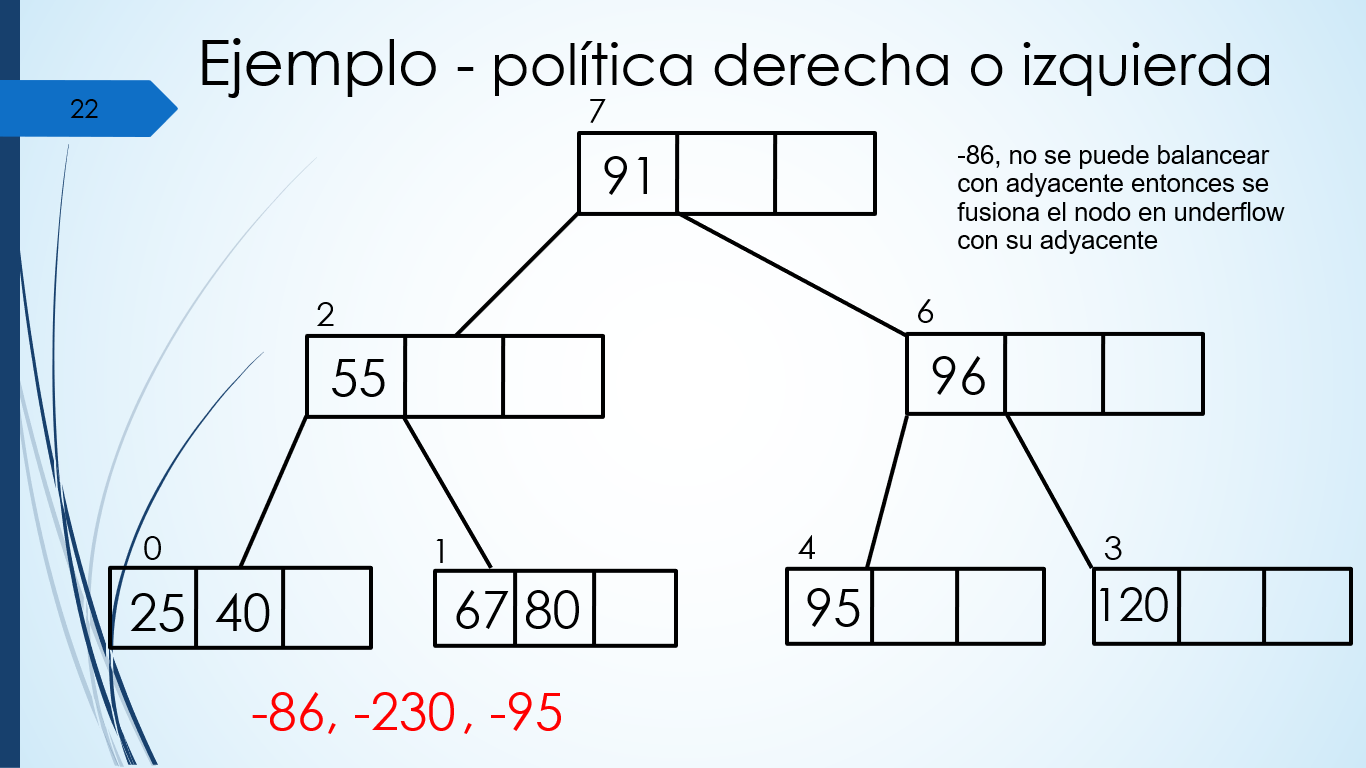 Ejemplo - política derecha o izquierda
22
7
91
-86, no se puede balancear
con adyacente entonces se
fusiona el nodo en underflow
con su adyacente
2
55
6
96
0
25 40
1
67 80
4
95
3
120
-86, -230 , -95